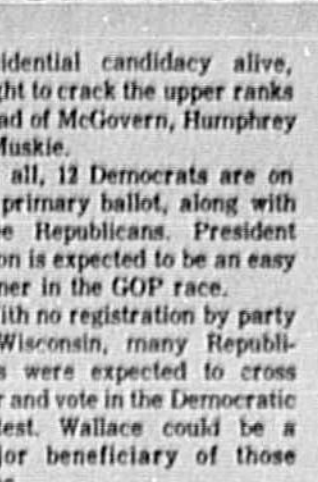 idential candidacy alive,
ght to crack the upper ranks
ad of McGovern, Humphrey
Muskie.
all, 12 Democrats are on
primary ballot, along with
e Republicans. President
on is expected to be an easy
ner in the GOP race.
ith no registration by party
Wisconsin, many Republi-
s were expected to cross
r and vote in the Democratic
test. Wallace could be a
jor beneficiary of those